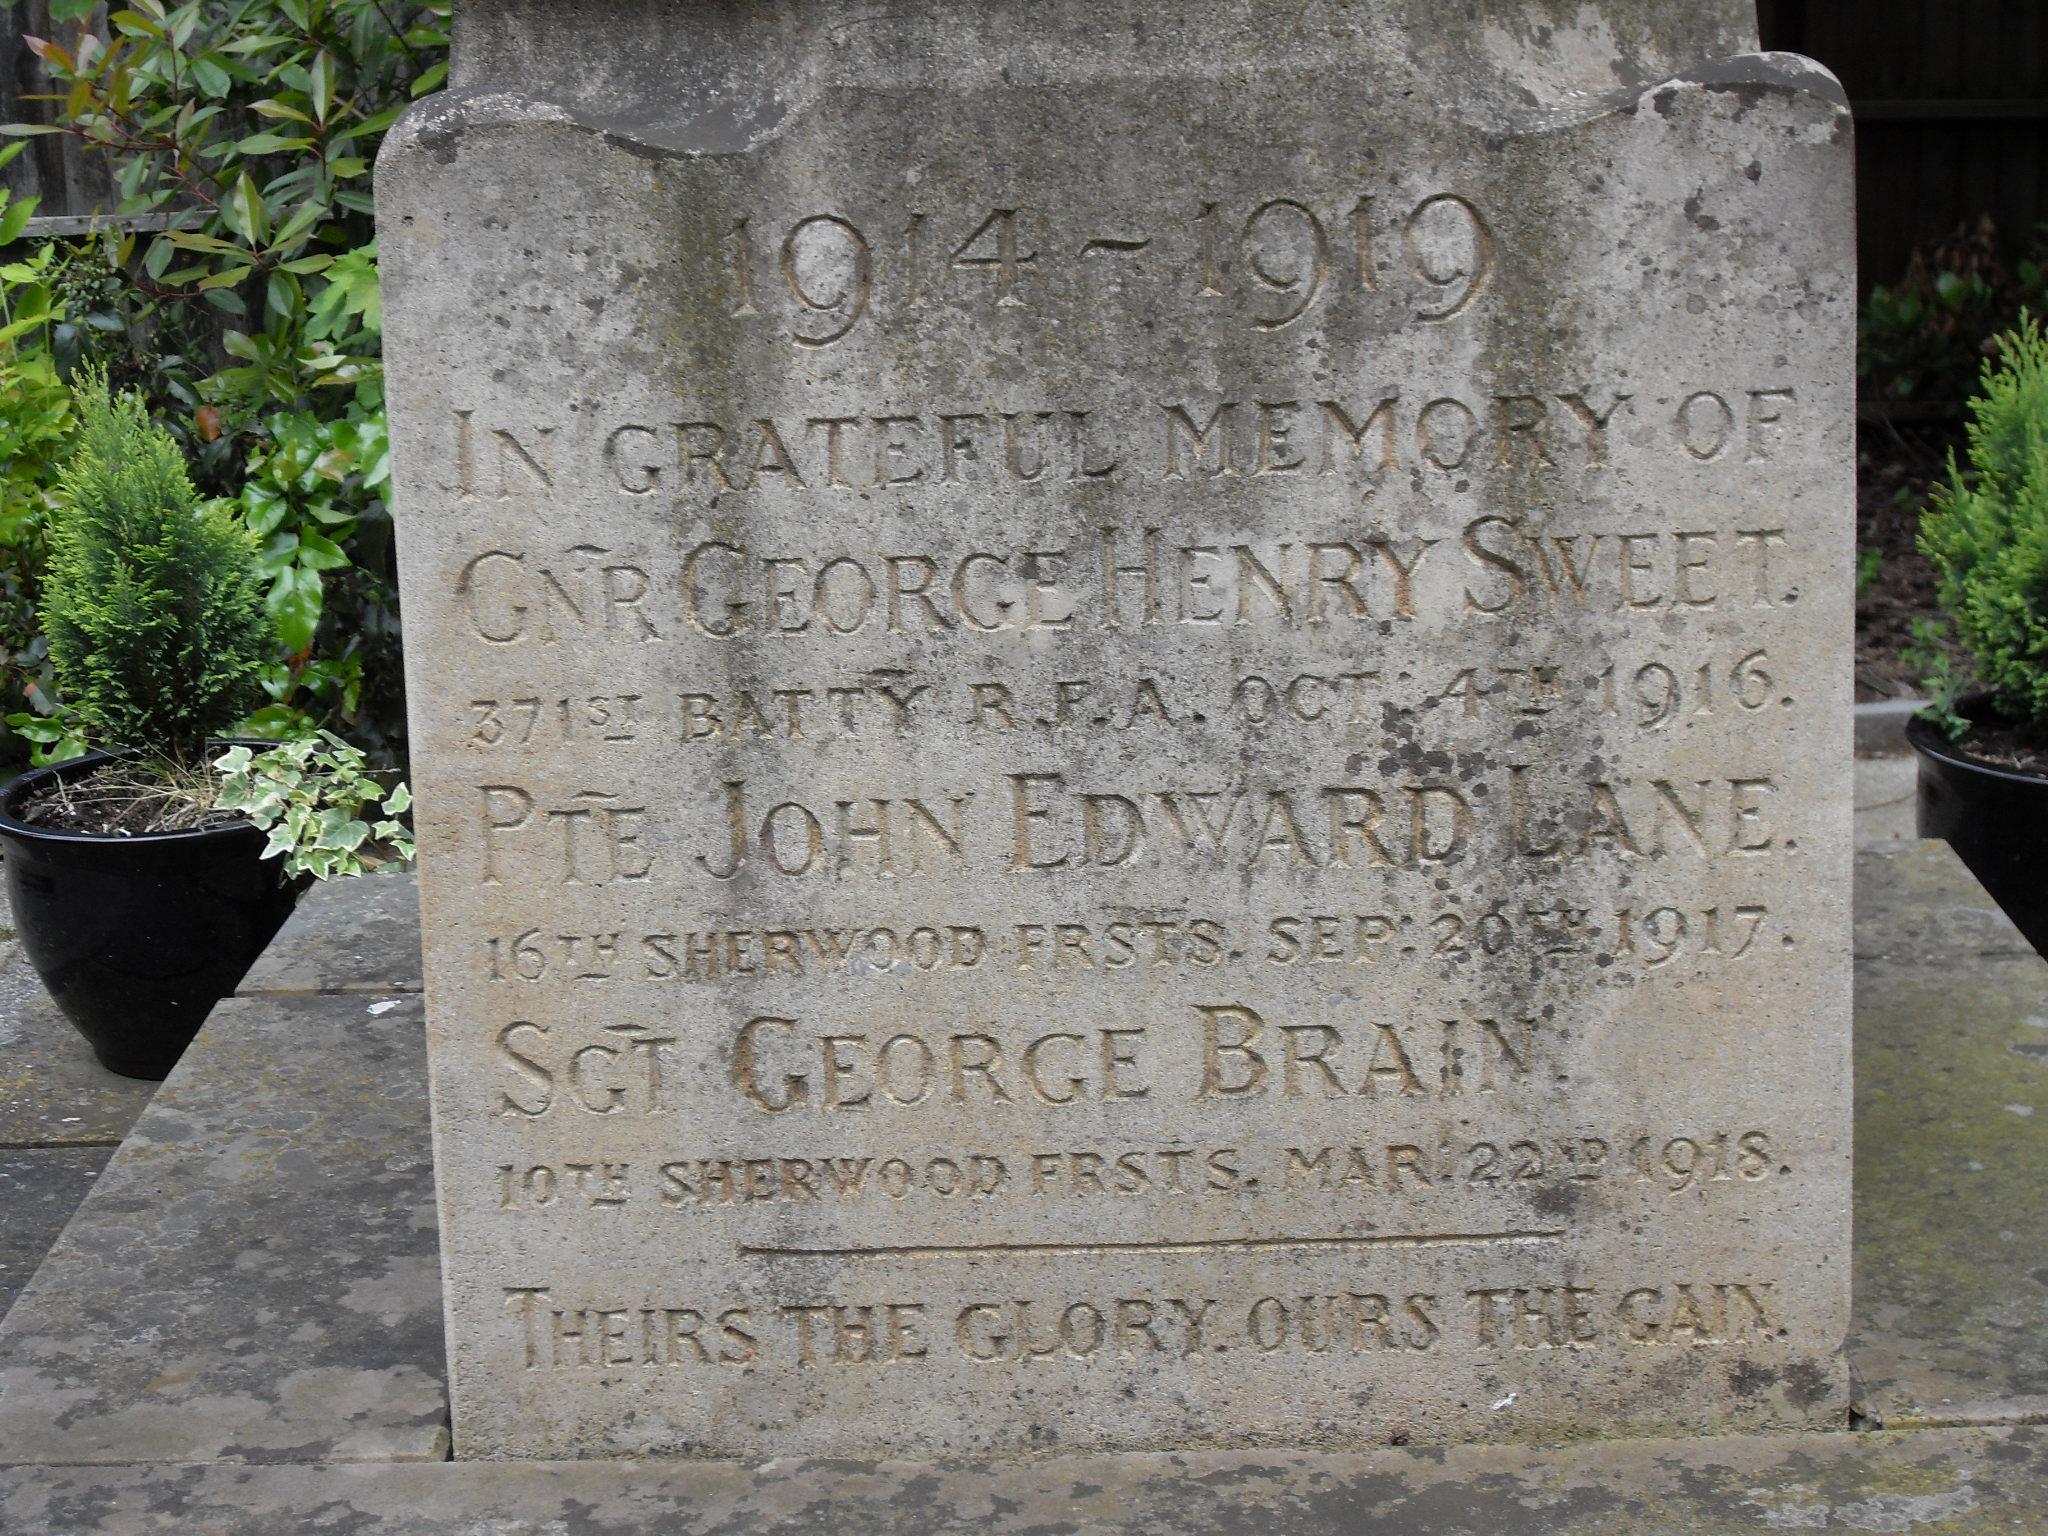 1914 ~ 1919
IN GRATEFUL MEMORY OF
GNR GEORGE HENRY SWEET.
371ST BATTY R.F.A. OCT: 4TH 1916.
PTE JOHN EDWARD LANE.
16TH SHERWOOD FRSTS. SEP: 20TH 1917.
SGT GEORGE BRAIN.
10TH SHERWOOD FRSTS. MAR: 22ND 1918.
THEIRS THE GLORY. OURS THE GAIN.